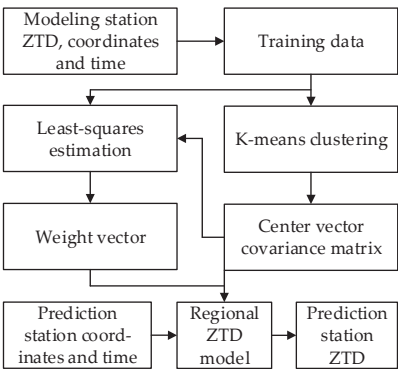 Modeling station
ZTD, coordinates
and time
Training data
Least-squares
estimation
K-means clustering
Weight vector
Center vector
covariance matrix
Prediction
station coord-
inates and time
Regional
ZTD
model
Prediction
station
ZTD